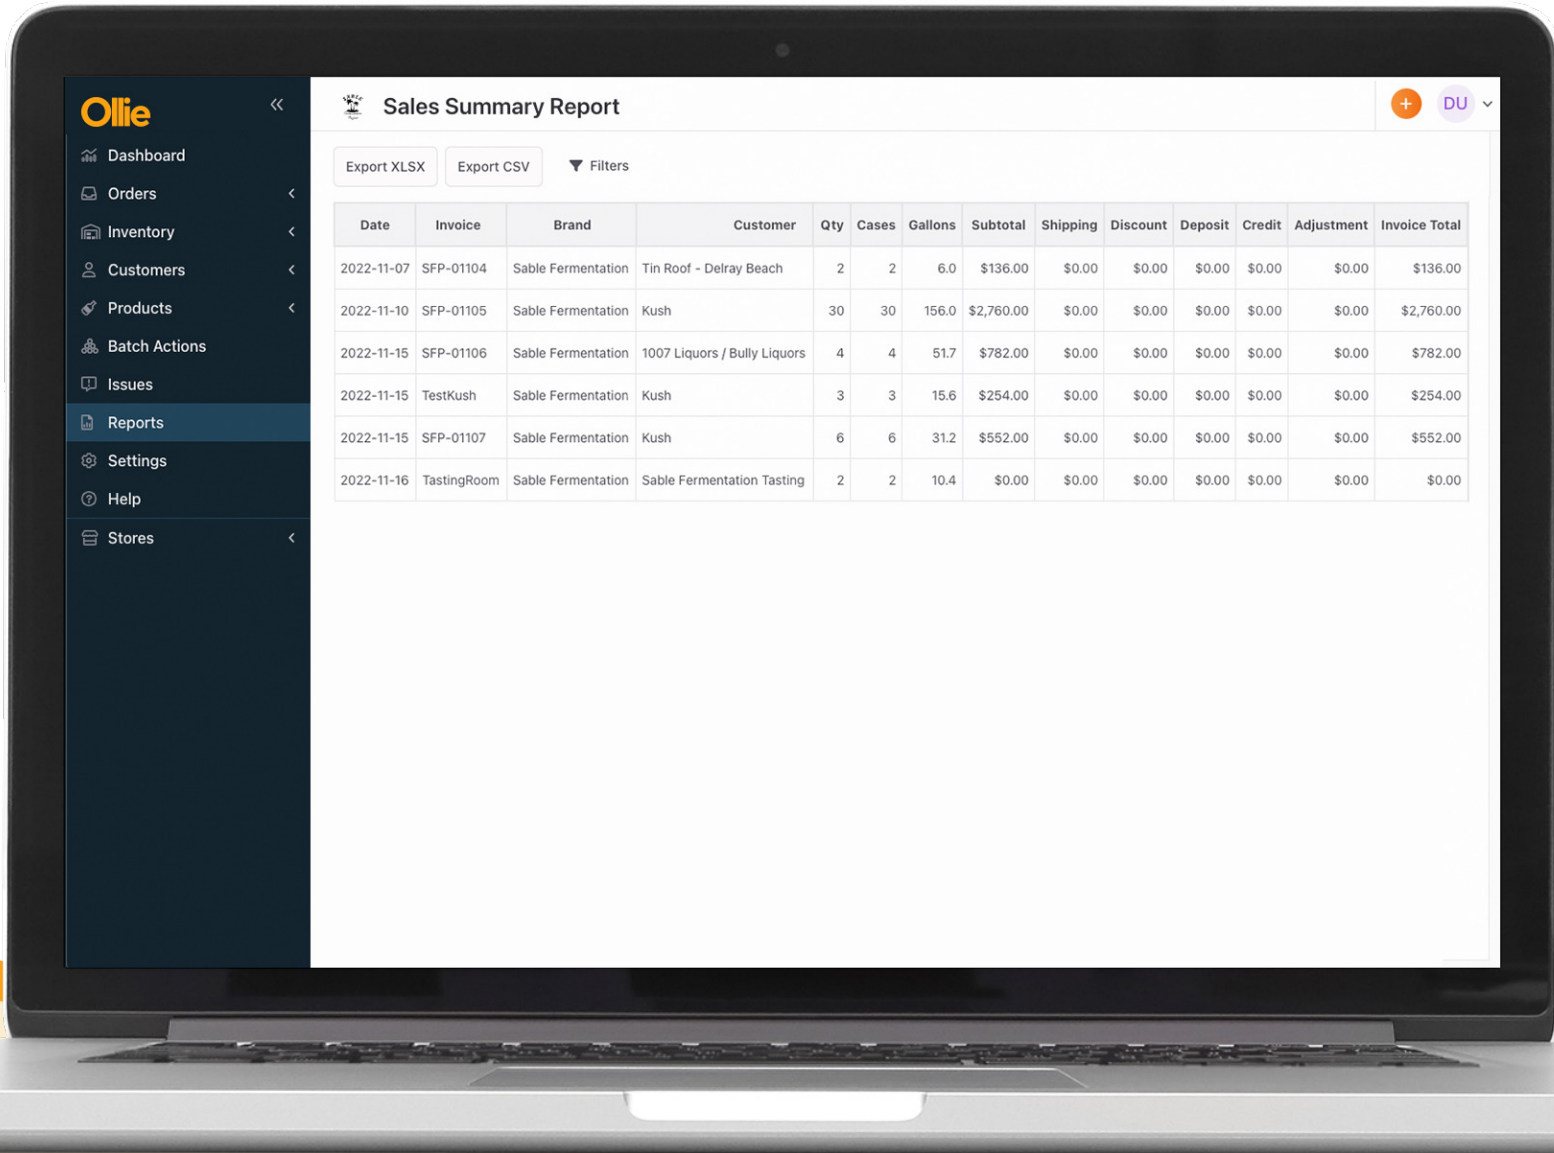 Ollie
Dashboard
Orders
Inventory
Customers
Products
Batch Actions
Issues
Reports
Settings
Help
Stores
Sales Summary Report
+ DU
Export XLSX Export CSV Filters
Date Invoice Brand Customer Qty Cases Gallons Subtotal Shipping Discount Deposit Credit Adjustment Invoice Total
2022-11-07 SFP-01104 Sable Fermentation Tin Roof - Delray Beach 2 2 6.0 $136.00 $0.00 $0.00 $0.00 $0.00 $0.00 $136.00
2022-11-10 SFP-01105 Sable Fermentation Kush 30 30 156.0 $2,760.00 $0.00 $0.00 $0.00 $0.00 $0.00 $2,760.00
2022-11-15 SFP-01106 Sable Fermentation 1007 Liquors / Bully Liquors 4 4 51.7 $782.00 $0.00 $0.00 $0.00 $0.00 $0.00 $782.00
2022-11-15 TestKush Sable Fermentation Kush 3 3 15.6 $254.00 $0.00 $0.00 $0.00 $0.00 $0.00 $254.00
2022-11-15 SFP-01107 Sable Fermentation Kush 6 6 31.2 $552.00 $0.00 $0.00 $0.00 $0.00 $0.00 $552.00
2022-11-16 TastingRoom Sable Fermentation Sable Fermentation Tasting 2 2 10.4 $0.00 $0.00 $0.00 $0.00 $0.00 $0.00 $0.00